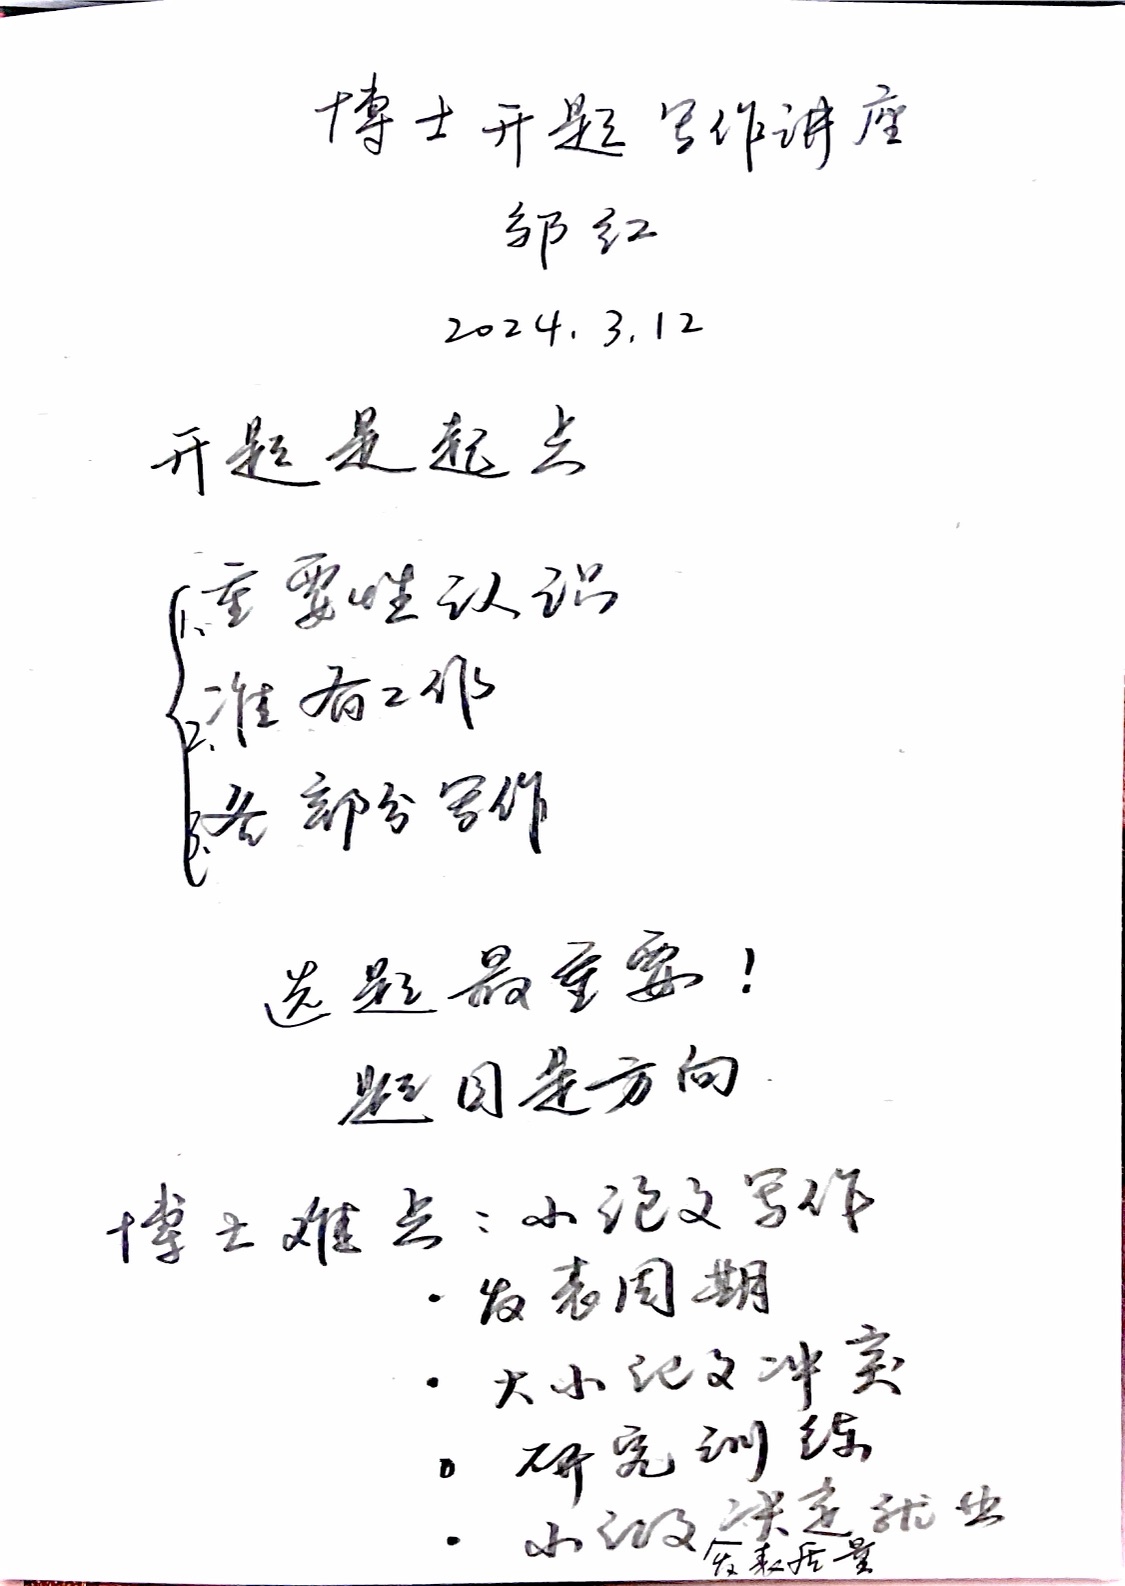 博士开题写作讲座
邹红
2024.3.12
开题是起点
1、重要性认识
2、准备工作
3、各部分写作
选题最重要！
题目是方向
博士难点：小论文写作
·发表周期
·大小论文冲突
·研究训练
·小论文决定就业
发表质量